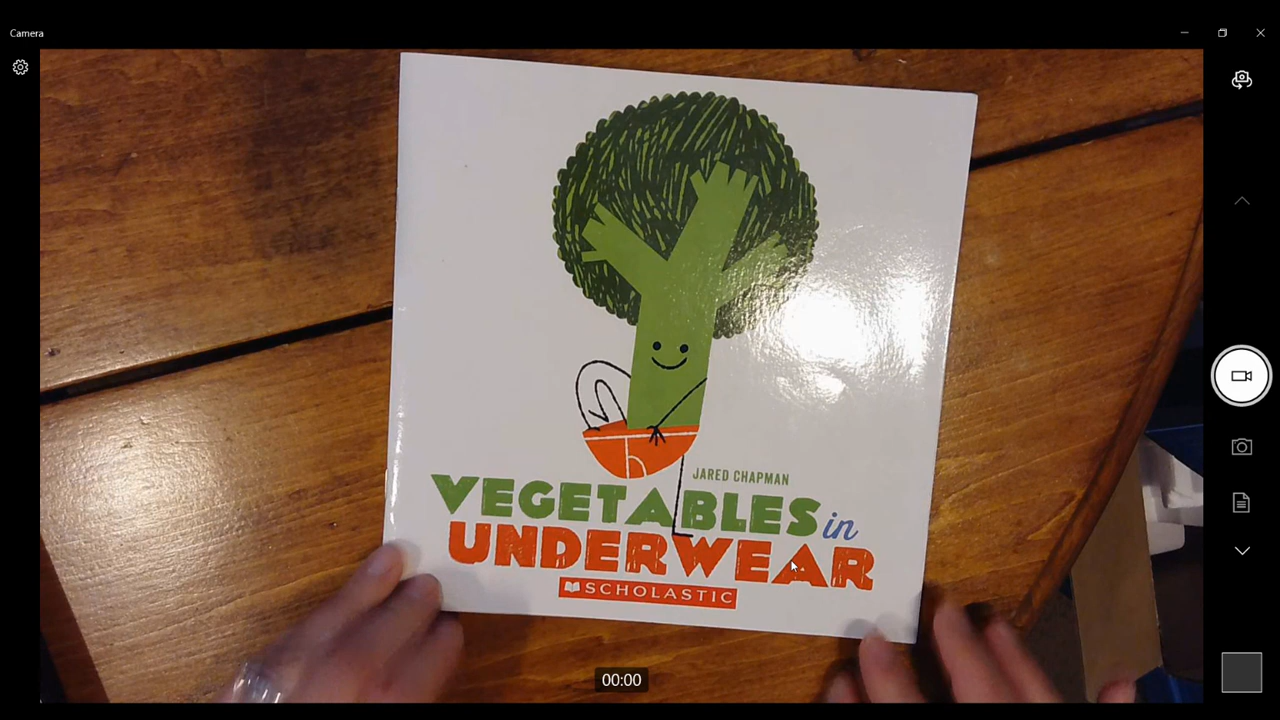 Camera
JARED CHAPMAN
VEGETABLES in
UNDERWEAR
SCHOLASTIC
00:00